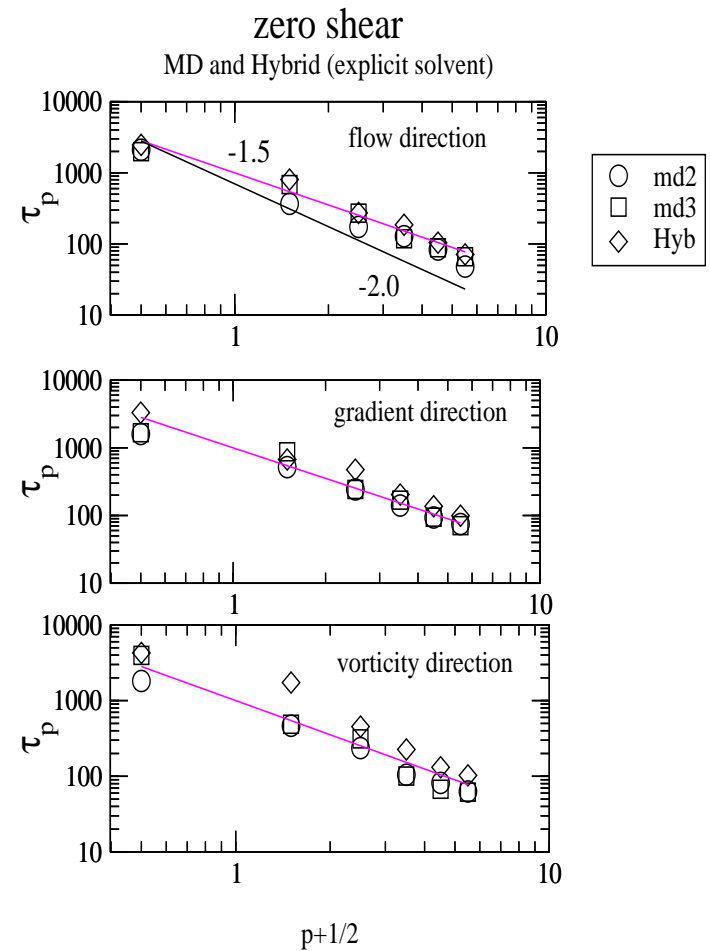 zero shear
MD and Hybrid (explicit solvent)
10000
1000
100
10
τp
flow direction
-1.5
-2.0
1
10
md2
md3
Hyb
10000
1000
100
10
τp
gradient direction
1
10
10000
1000
100
10
τp
vorticity direction
1
10
p+1/2